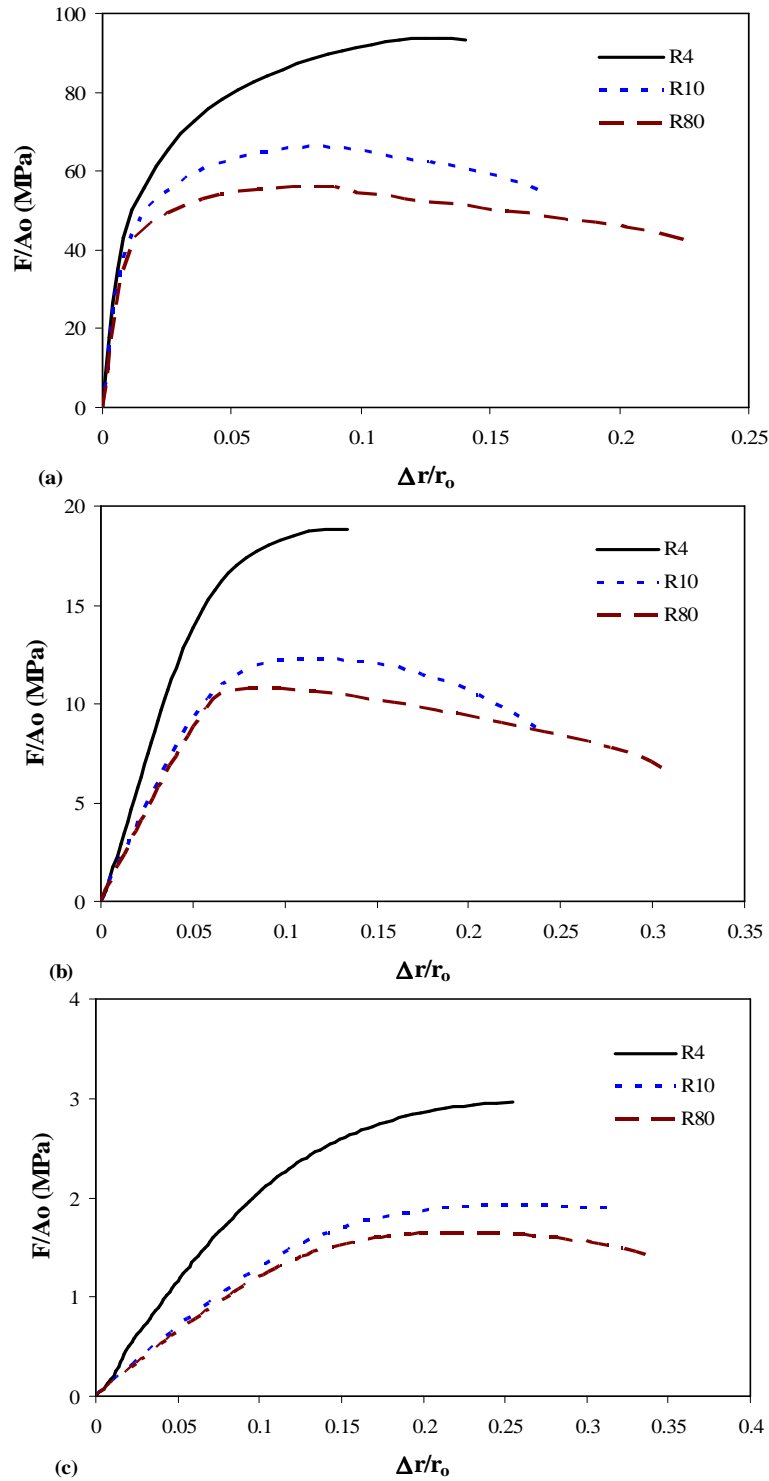 100
80
60
40
20
0
F/Ao (MPa)
R4
R10
R80
0 0.05 0.1 0.15 0.2 0.25
(a) Δr/ro
20
15
10
5
0
F/Ao (MPa)
R4
R10
R80
0 0.05 0.1 0.15 0.2 0.25 0.3 0.35
(b) Δr/ro
4
3
2
1
0
F/Ao (MPa)
R4
R10
R80
0 0.05 0.1 0.15 0.2 0.25 0.3 0.35 0.4
(c) Δr/ro